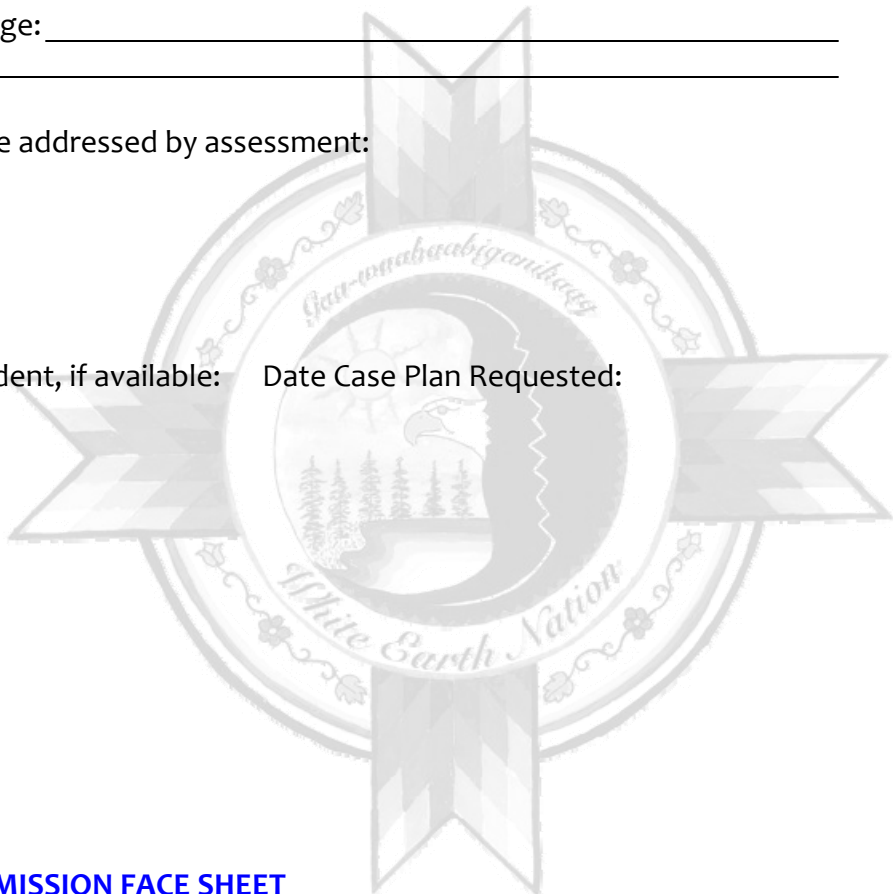 ge:
e addressed by assessment:
Gaa-waabaabiganikaag
dent, if available: Date Case Plan Requested:
White Earth Nation
MISSION FACE SHEET